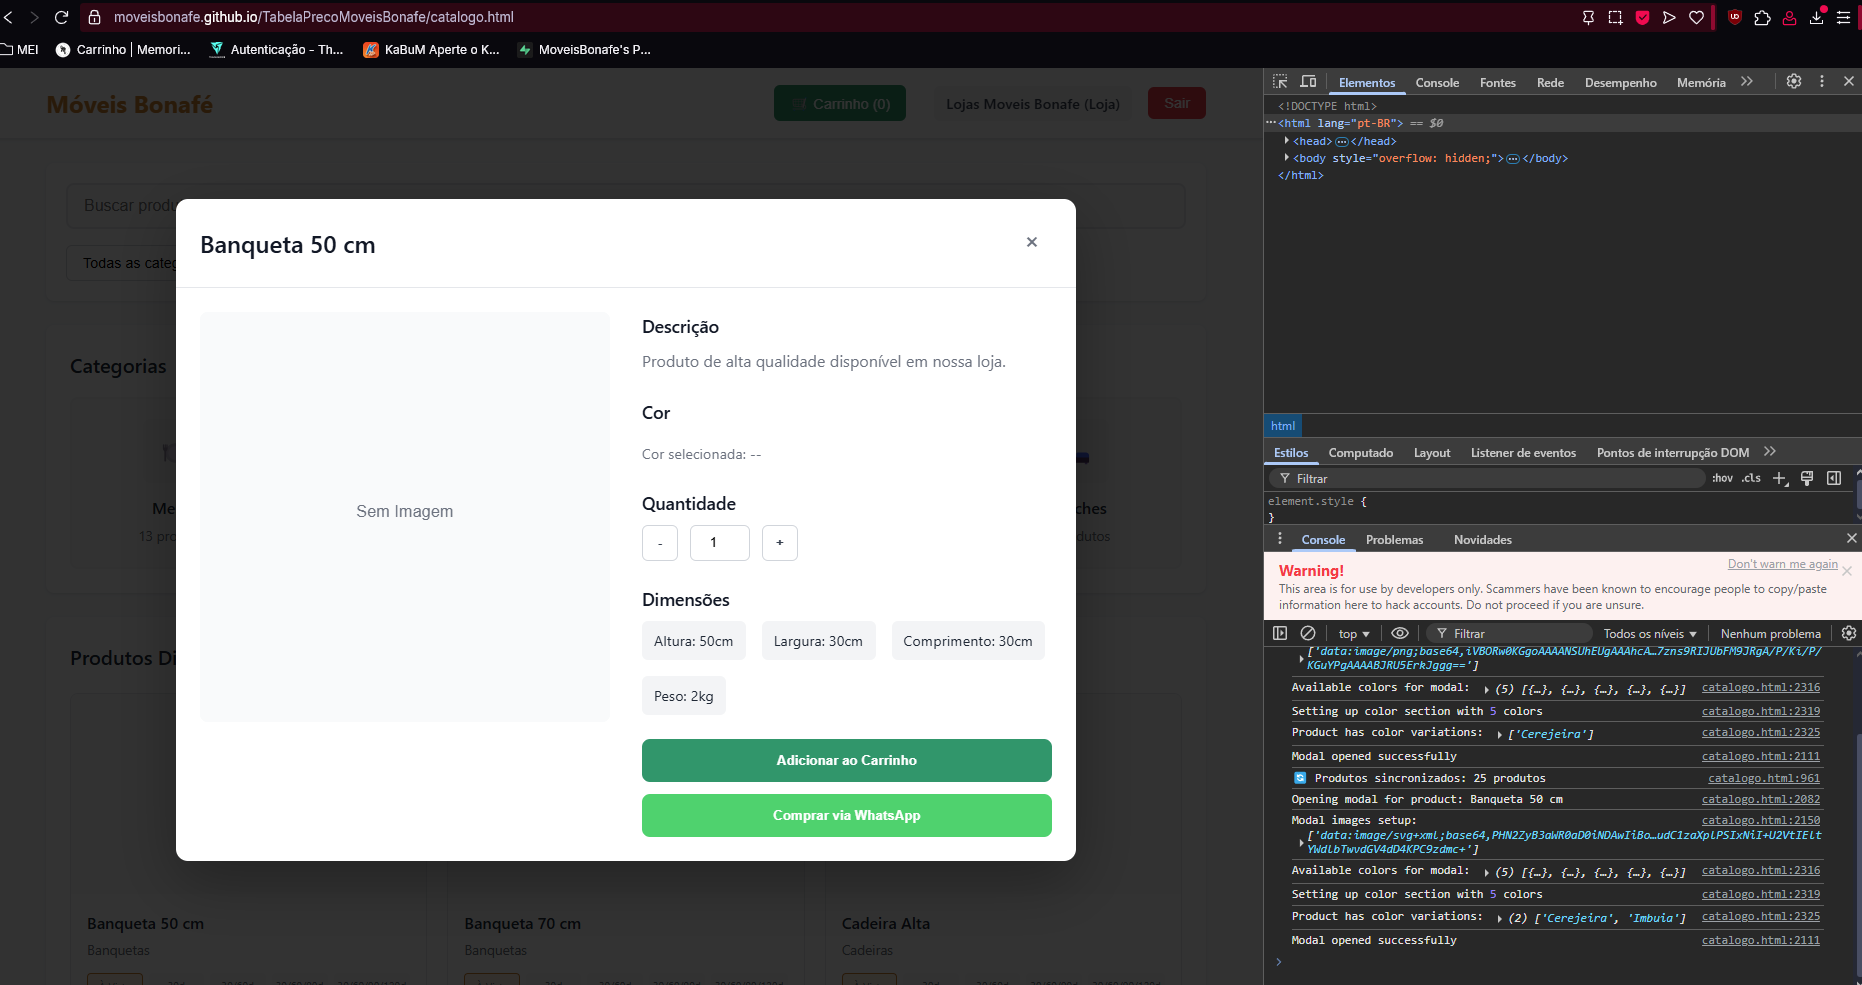 moveisbonafe.github.io/TabelaPrecoMoveisBonafe/catalogo.html
MEI
Carrinho | Memori...
Autenticação - Th...
KaBuM Aperte o K...
MoveisBonafe's P...
Móveis Bonafé
Carrinho (0)
Lojas Moveis Bonafe (Loja)
Sair
Buscar produ
Todas as categ
Categorias
Me
13 pro
ches
dutos
Produtos Di
Banqueta 50 cm
×
Sem Imagem
Descrição
Produto de alta qualidade disponível em nossa loja.
Cor
Cor selecionada: --
Quantidade
- 1 +
Dimensões
Altura: 50cm
Largura: 30cm
Comprimento: 30cm
Peso: 2kg
Adicionar ao Carrinho
Comprar via WhatsApp
Banqueta 50 cm
Banquetas
Banqueta 70 cm
Banquetas
Cadeira Alta
Cadeiras
Elementos Console Fontes Rede Desempenho Memória
<!DOCTYPE html>
<html lang="pt-BR"> == $0
<head> </head>
<body style="overflow: hidden;"> </body>
</html>
html
Estilos Computado Layout Listener de eventos Pontos de interrupção DOM
Filtrar
:hov .cls
element.style {
}
Console Problemas Novidades
Warning!
Don't warn me again
This area is for use by developers only. Scammers have been known to encourage people to copy/paste
information here to hack accounts. Do not proceed if you are unsure.
top
Filtrar
Todos os níveis
Nenhum problema
['data:image/png;base64,iVBORw0KGgoAAAANSUhEUgAAAhcA…7zns9RIJUbFM9JRgA/P/Ki/P/
KGuYPgAAAABJRU5ErkJggg==']
Available colors for modal: (5) [{…}, {…}, {…}, {…}, {…}] catalogo.html:2316
Setting up color section with 5 colors catalogo.html:2319
Product has color variations: ['Cerejeira'] catalogo.html:2325
Modal opened successfully catalogo.html:2111
Produtos sincronizados: 25 produtos catalogo.html:961
Opening modal for product: Banqueta 50 cm catalogo.html:2082
Modal images setup: catalogo.html:2150
['data:image/svg+xml;base64,PHN2ZyB3aWR0aD0iNDAwIiBo…udC1zaXplPSIxNiI+U2VtIElt
YWdlbTwvdGV4dD4KPC9zdmc+']
Available colors for modal: (5) [{…}, {…}, {…}, {…}, {…}] catalogo.html:2316
Setting up color section with 5 colors catalogo.html:2319
Product has color variations: (2) ['Cerejeira', 'Imbuia'] catalogo.html:2325
Modal opened successfully catalogo.html:2111